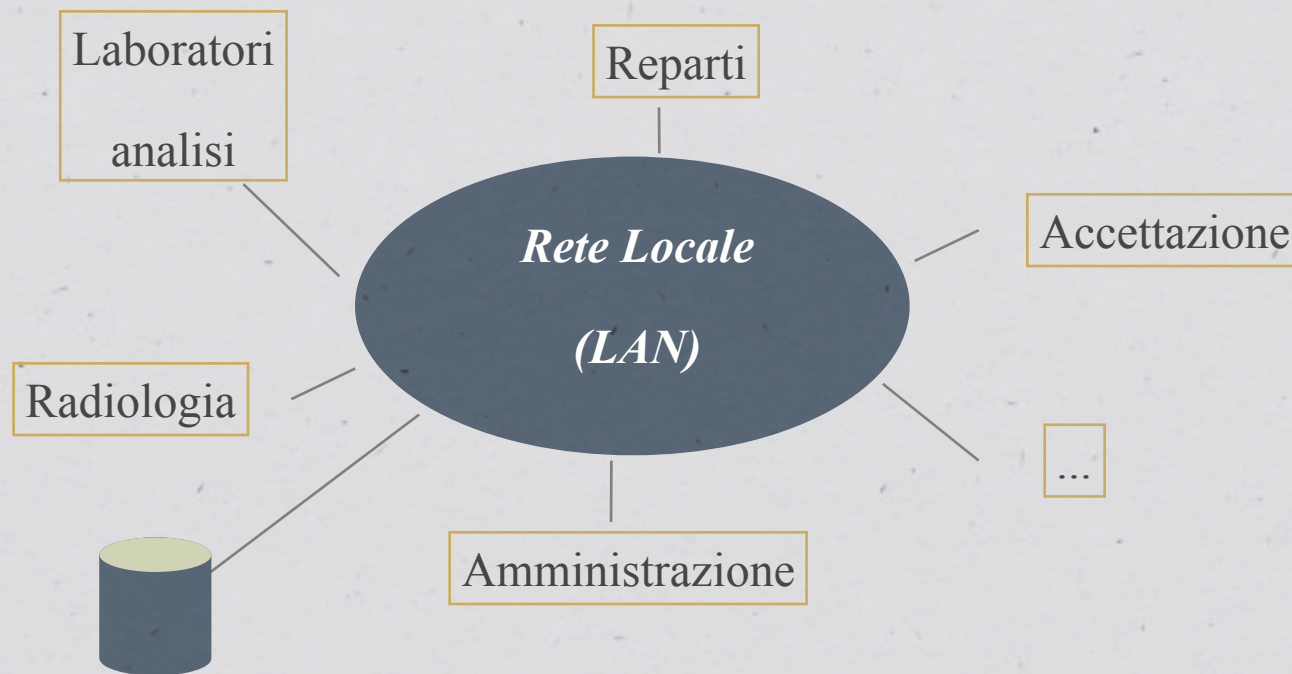 Laboratori
analisi
Reparti
Rete Locale
(LAN)
Accettazione
Radiologia
...
Amministrazione